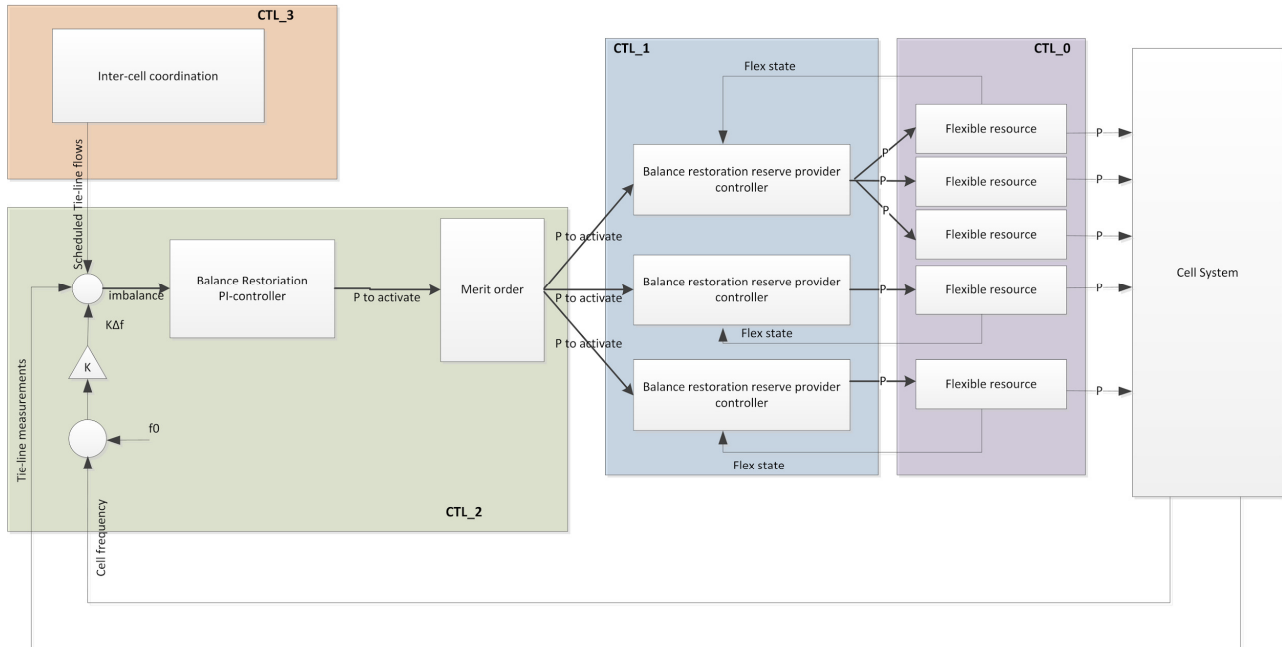 CTL_3
Inter-cell coordination
Scheduled Tie-line flows
CTL_1
CTL_0
Flex state
Flexible resource
P
Balance restoration reserve provider
controller
P
P
P
Flexible resource
P
Flexible resource
P
Cell System
P to activate
Balance Restoriation
PI-controller
imbalance
P to activate
Merit order
P to activate
Balance restoration reserve provider
controller
P
Flexible resource
P
Flex state
P to activate
KΔf
K
Balance restoration reserve provider
controller
P
Flexible resource
P
Flex state
f0
Tie-line measurements
CTL_2
Cell frequency